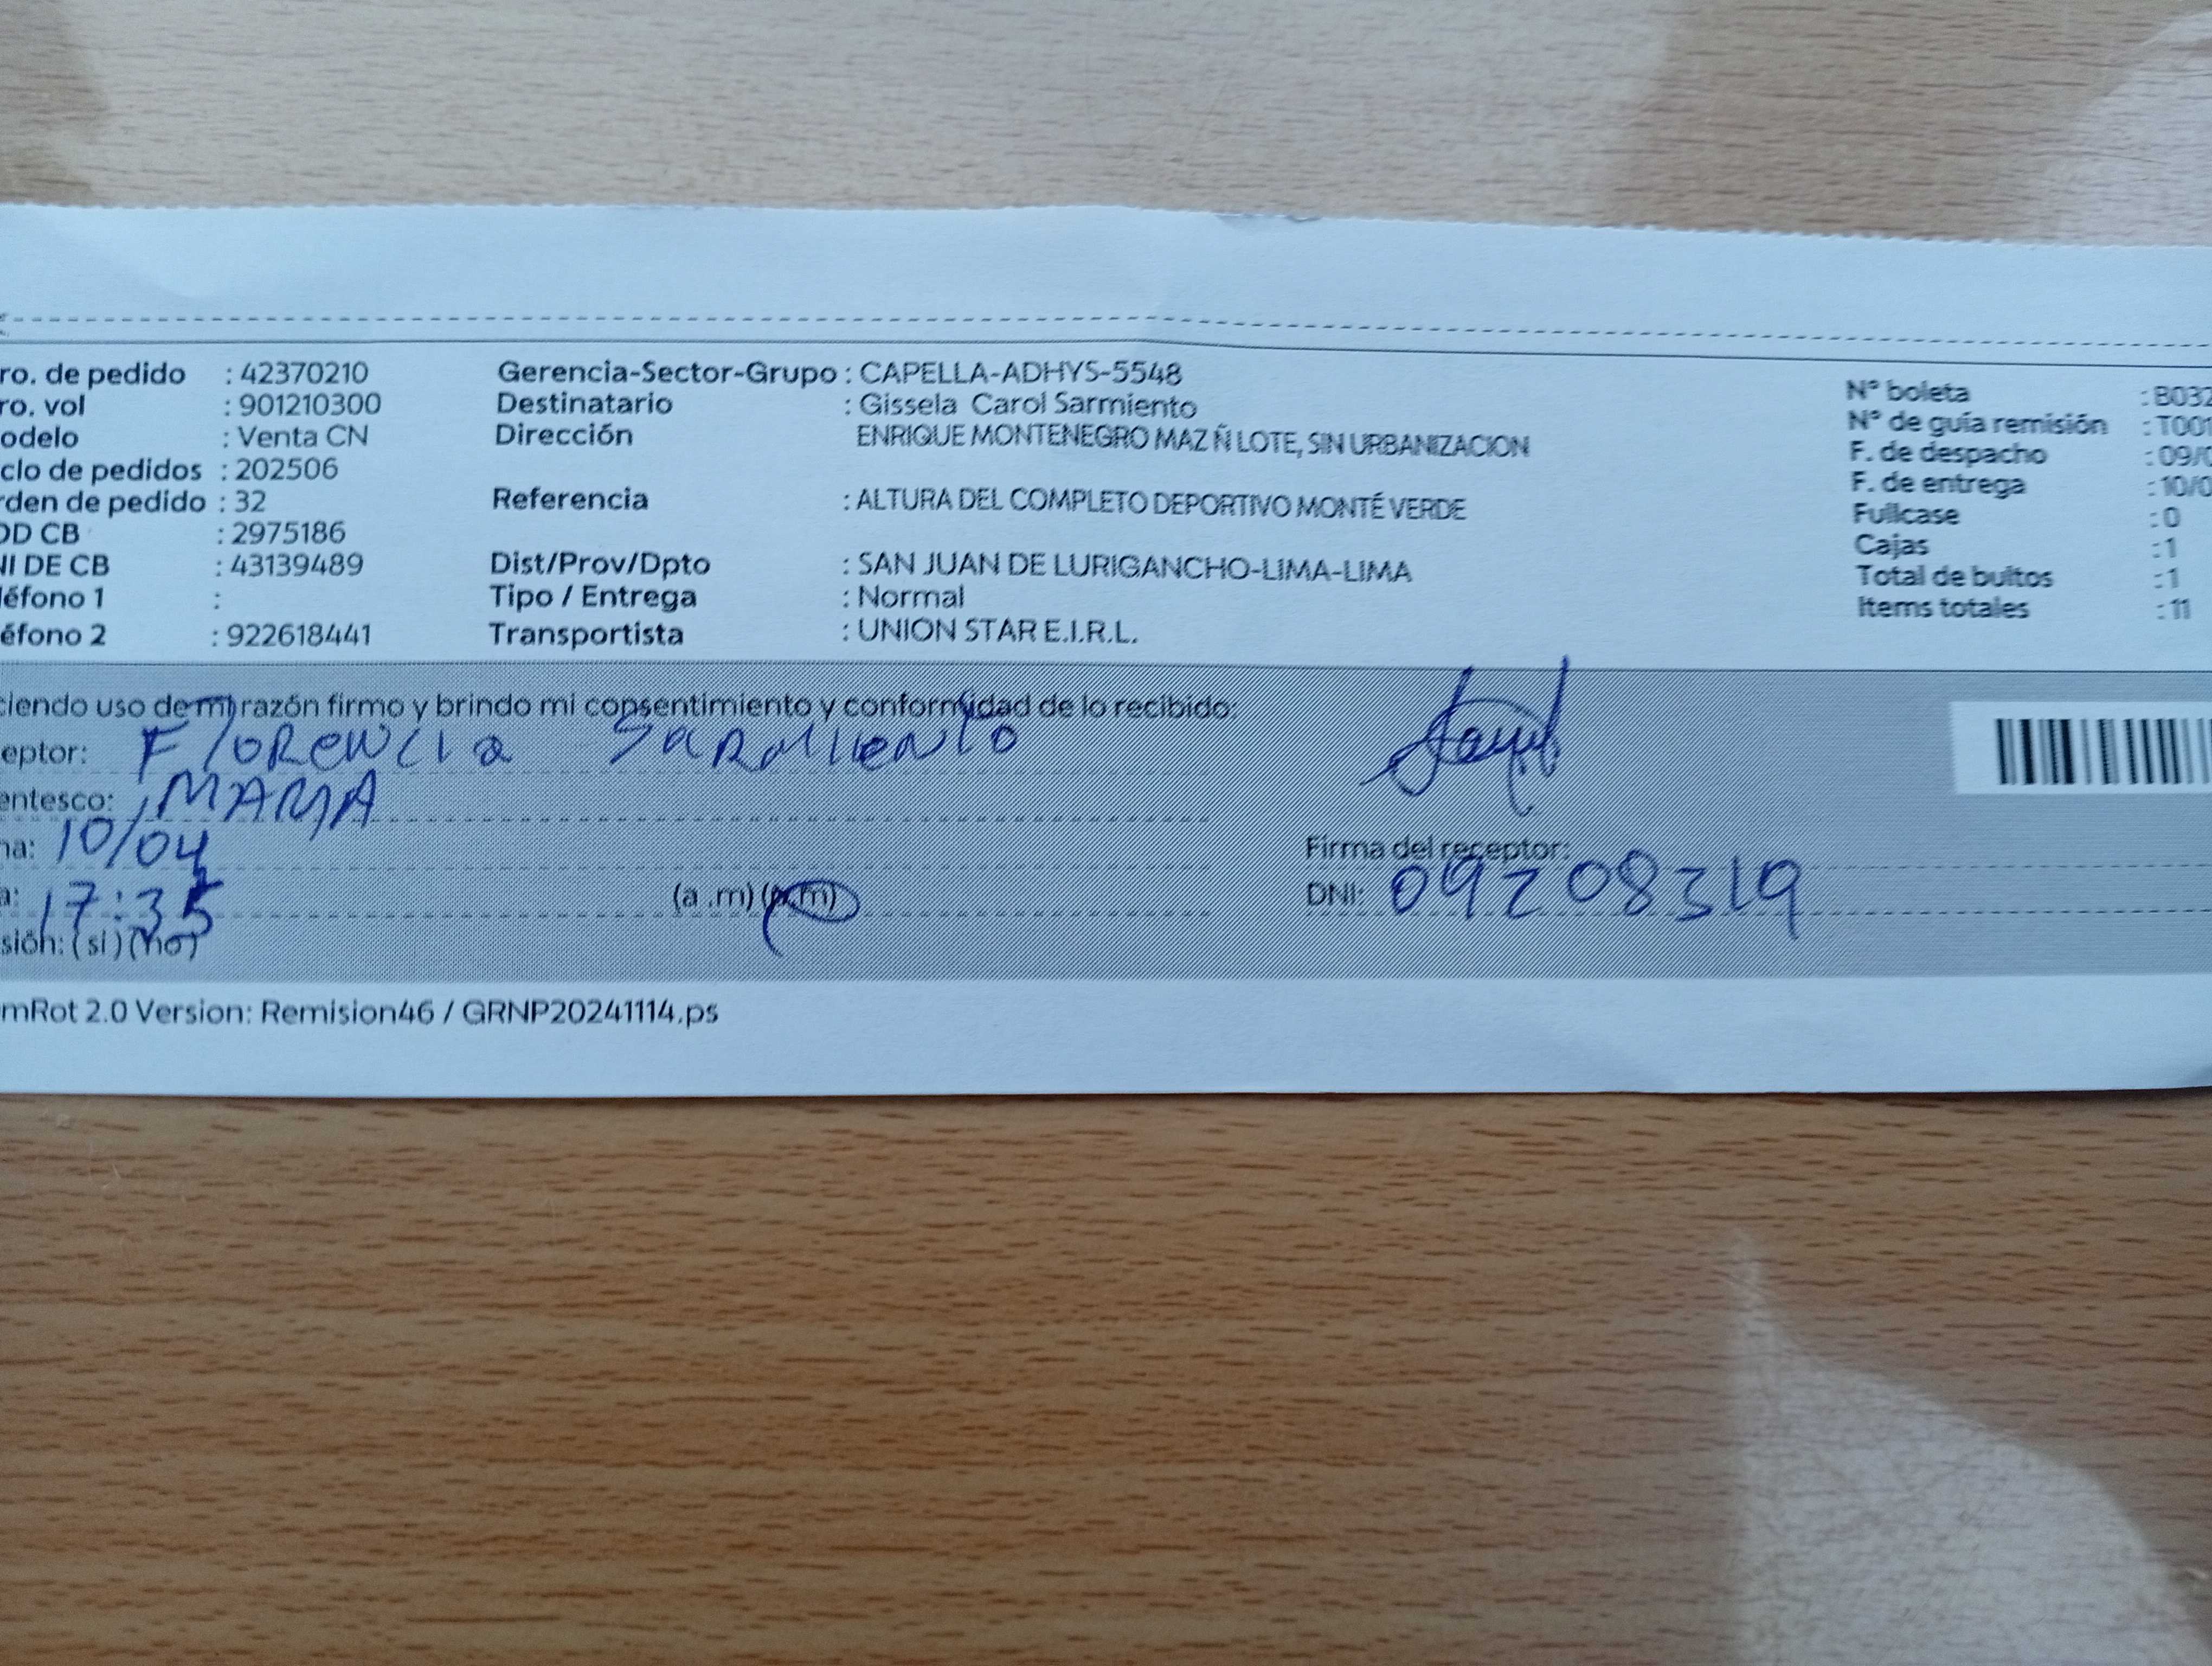 ro. de pedido : 42370210 Gerencia-Sector-Grupo : CAPELLA-ADHYS-5548 N° boleta : B032
ro. vol : 901210300 Destinatario : Gissela Carol Sarmiento N° de guía remisión : T001
odelo : Venta CN Dirección ENRIQUE MONTENEGRO MAZ Ñ LOTE, SIN URBANIZACION F. de despacho : 09/0
clo de pedidos : 202506 F. de entrega : 10/0
rden de pedido : 32 Referencia : ALTURA DEL COMPLETO DEPORTIVO MONTÉ VERDE Fullcase : 0
OD CB : 2975186 Cajas : 1
NI DE CB : 43139489 Dist/Prov/Dpto : SAN JUAN DE LURIGANCHO-LIMA-LIMA Total de bultos : 1
léfono 1 : Tipo / Entrega : Normal Items totales : 11
éfono 2 : 922618441 Transportista : UNION STAR E.I.R.L.
ciendo uso de mi razón firmo y brindo mi consentimiento y conformidad de lo recibido:
eptor: Florencia Sarmiento
entesco: MAMA
na: 10/04 Firma del receptor:
a: 17:35 (a .m) (p.m) DNI: 09208319
sión: (si) (no)
mRot 2.0 Version: Remision46 / GRNP20241114.ps